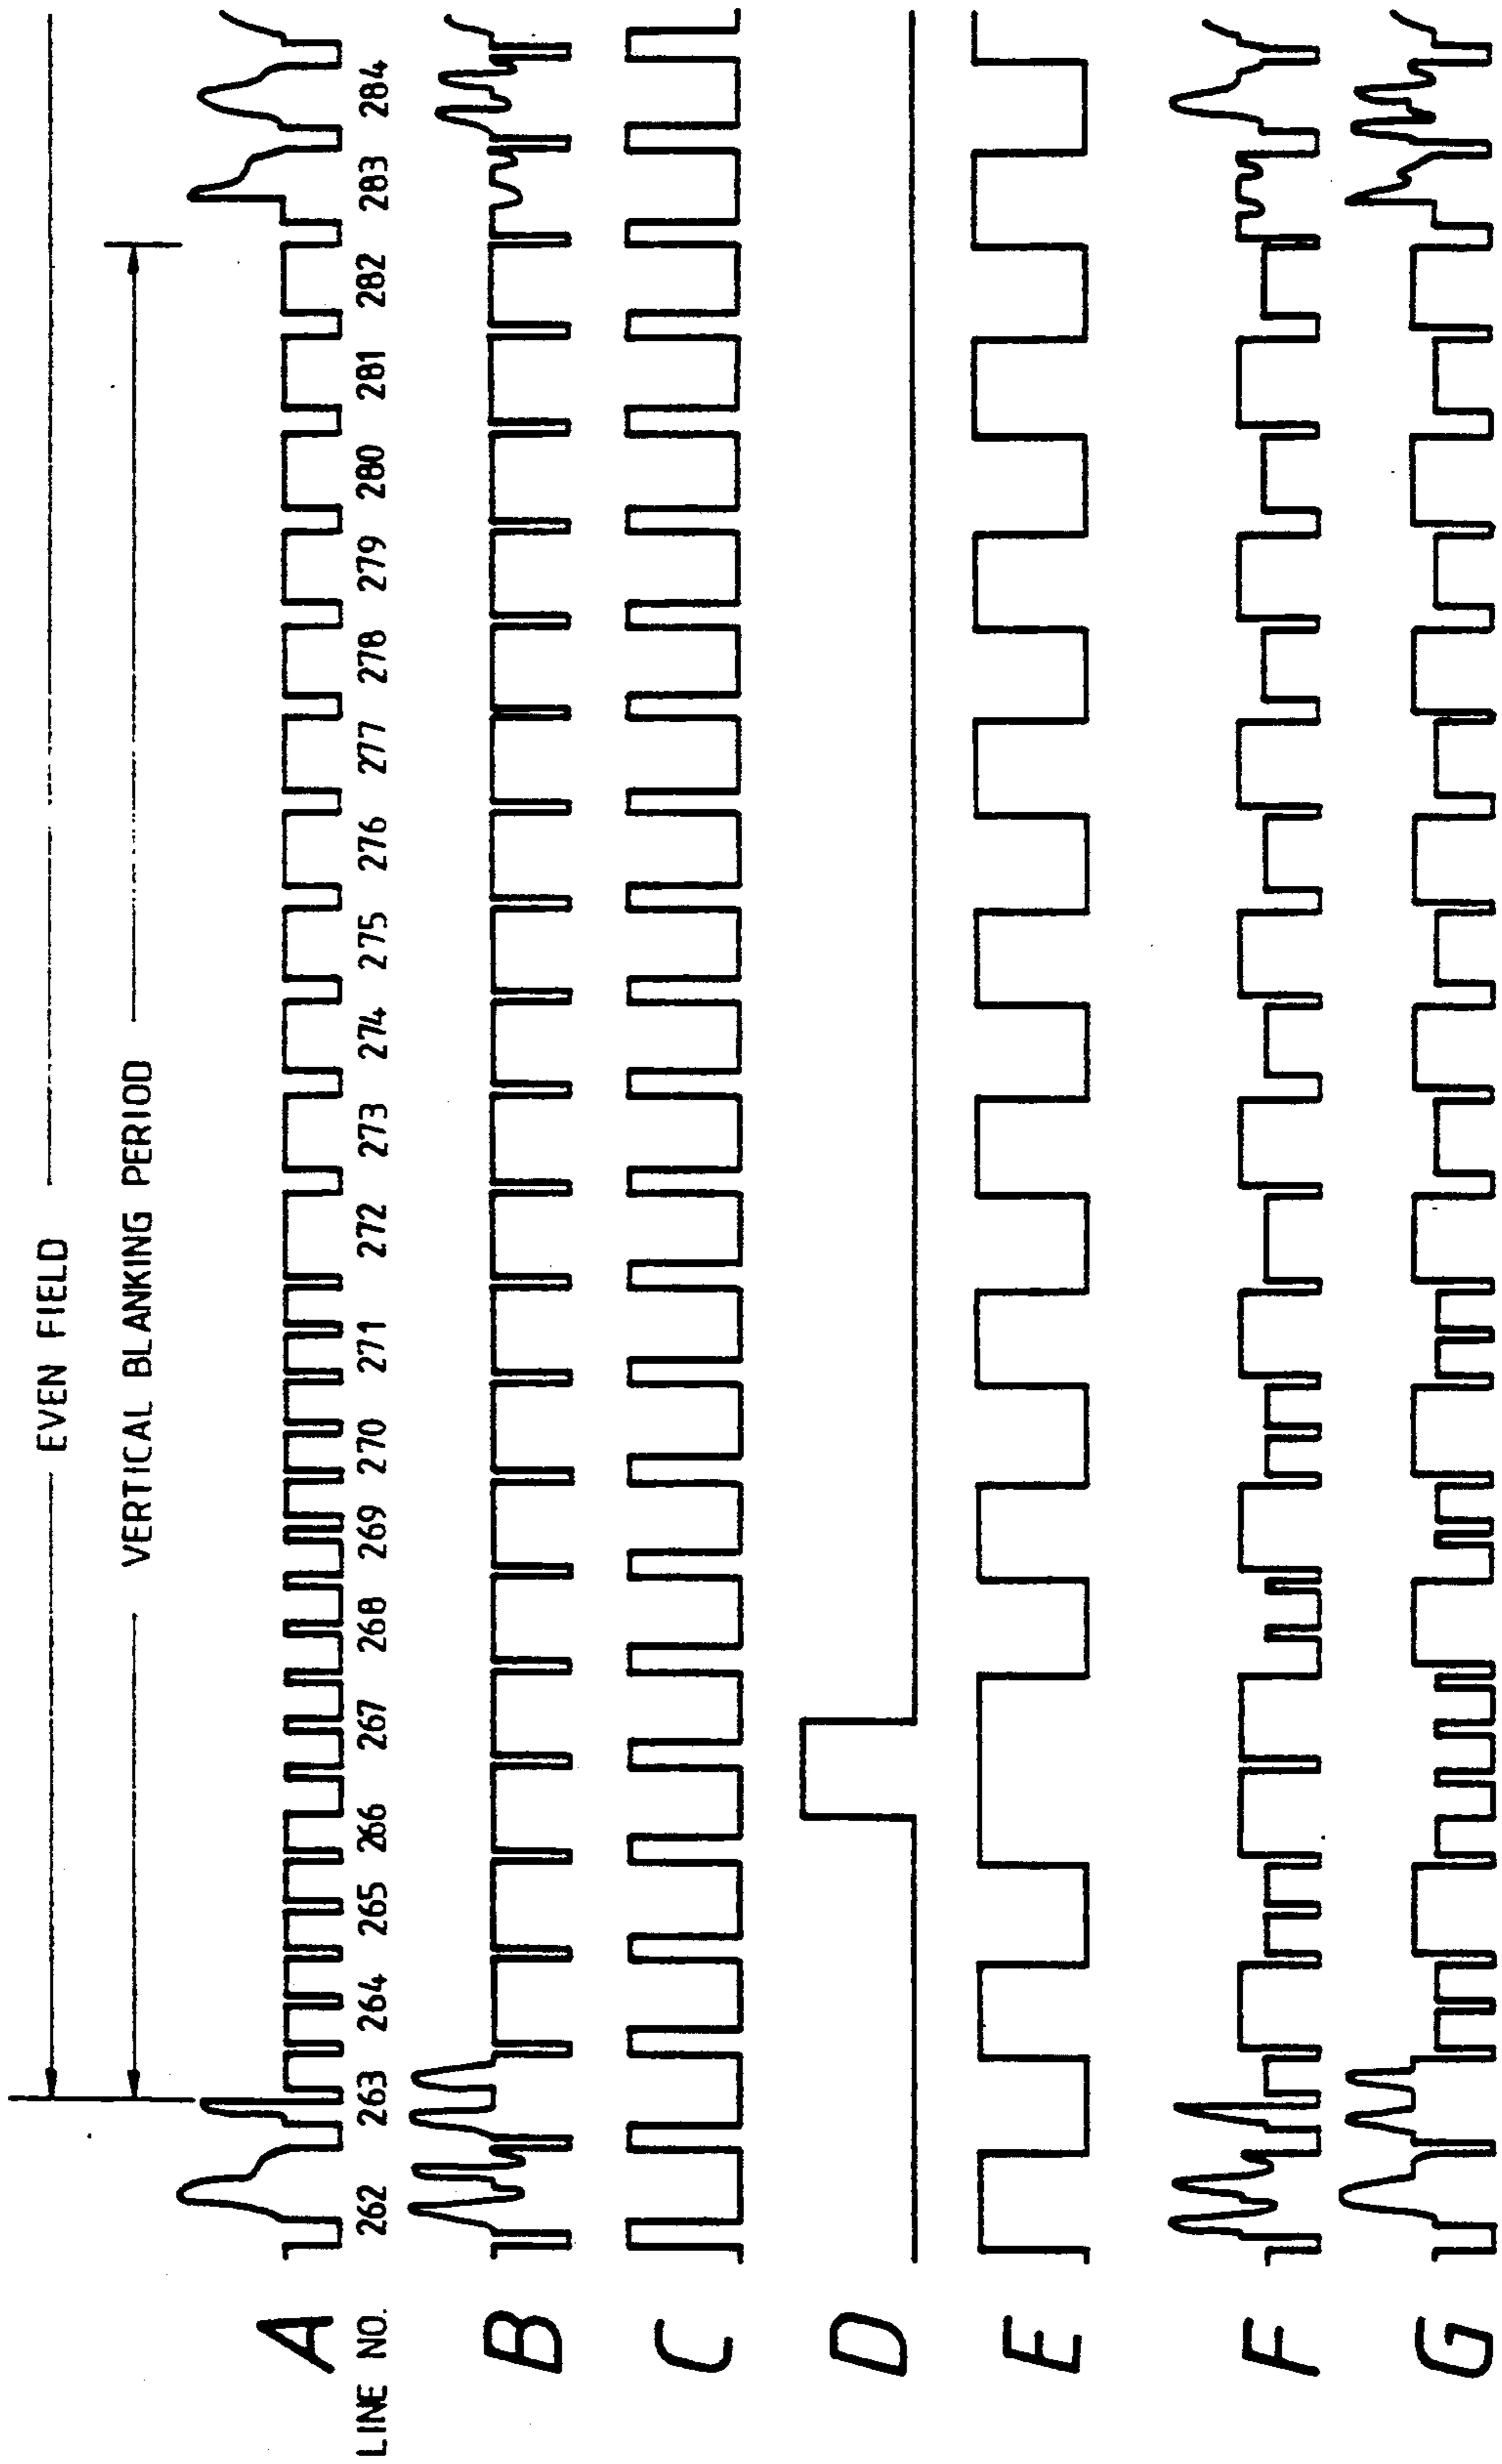 EVEN FIELD
VERTICAL BLANKING PERIOD
A
LINE NO. 262 263 264 265 266 267 268 269 270 271 272 273 274 275 276 277 278 279 280 281 282 283 284
B
C
D
E
F
G